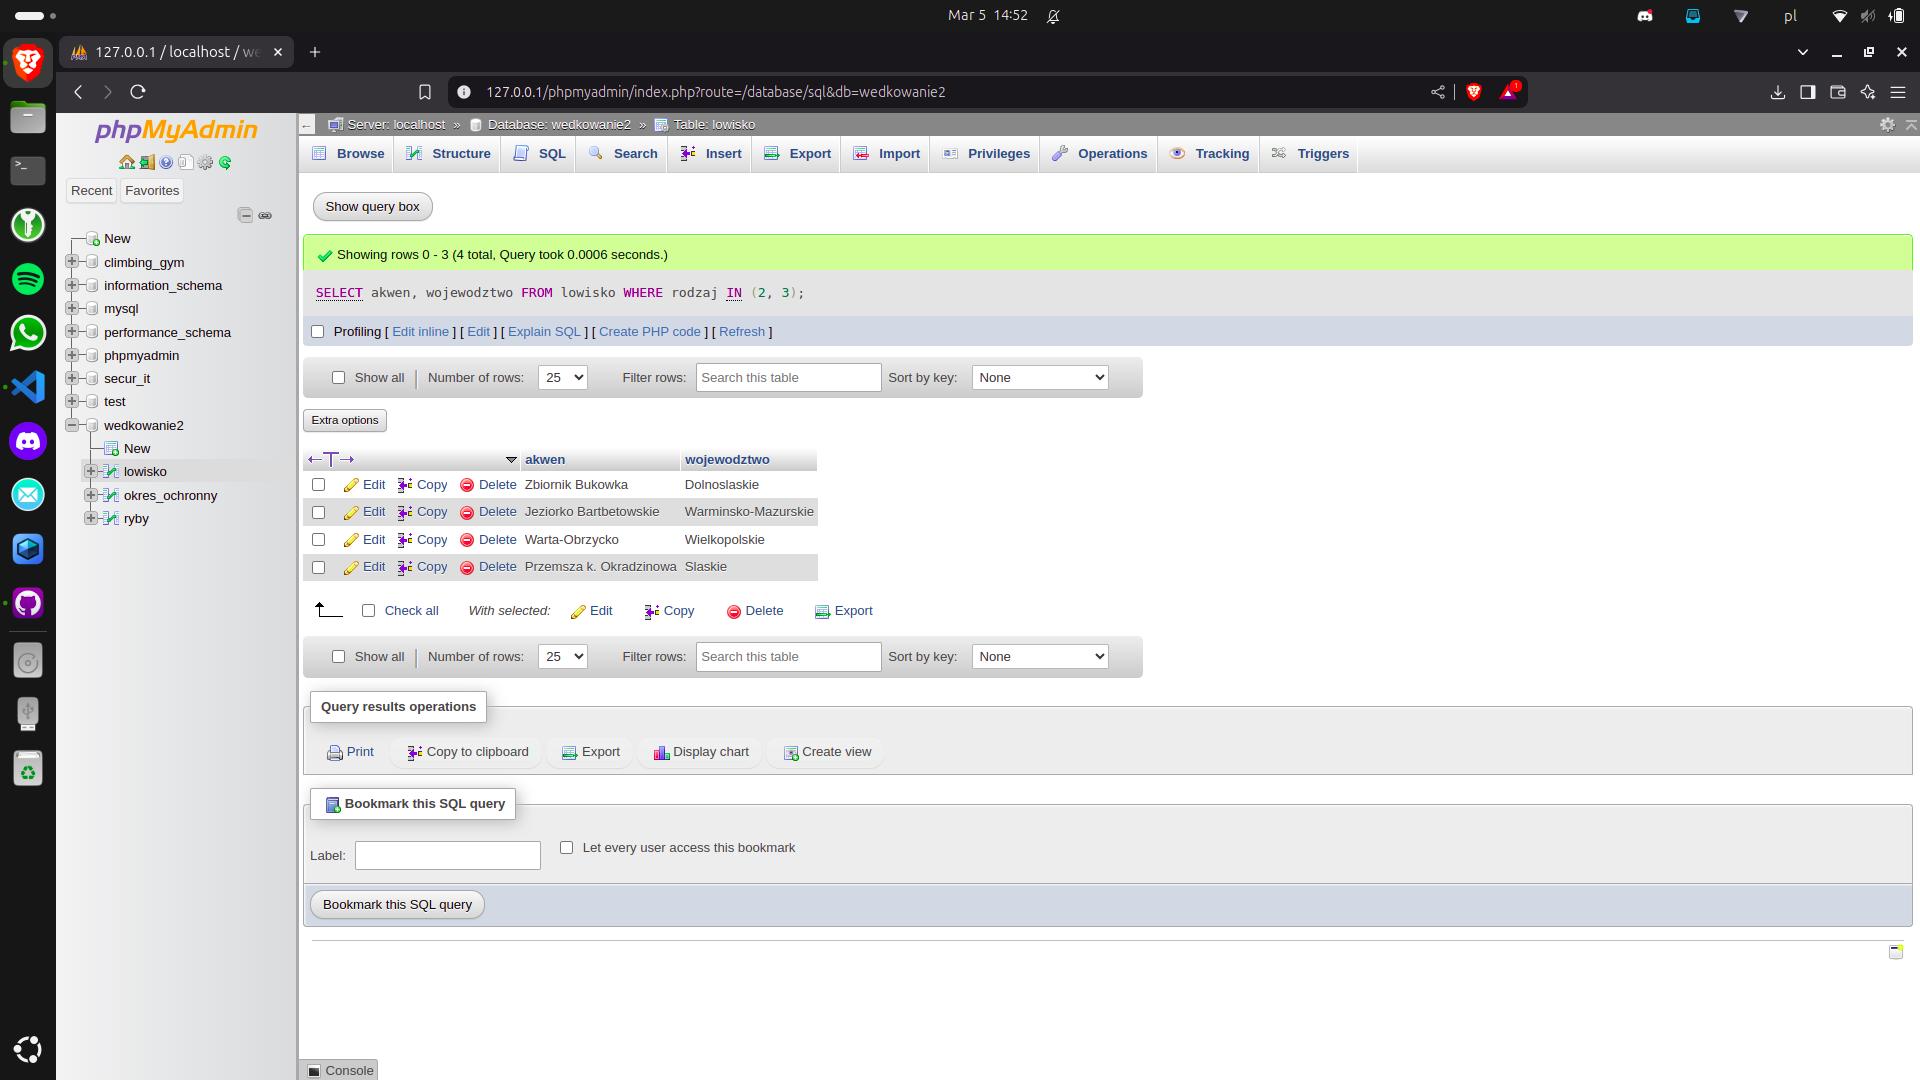 Mar 5 14:52
pl
127.0.0.1 / localhost / we
127.0.0.1/phpmyadmin/index.php?route=/database/sql&db=wedkowanie2
1
phpMyAdmin
Recent Favorites
New
climbing_gym
information_schema
mysql
performance_schema
phpmyadmin
secur_it
test
wedkowanie2
New
lowisko
okres_ochronny
ryby
Server: localhost » Database: wedkowanie2 » Table: lowisko
Browse Structure SQL Search Insert Export Import Privileges Operations Tracking Triggers
Show query box
Showing rows 0 - 3 (4 total, Query took 0.0006 seconds.)
SELECT akwen, wojewodztwo FROM lowisko WHERE rodzaj IN (2, 3);
Profiling [ Edit inline ] [ Edit ] [ Explain SQL ] [ Create PHP code ] [ Refresh ]
Show all | Number of rows: 25 Filter rows: Search this table Sort by key: None
Extra options
←T→ akwen wojewodztwo
Edit Copy Delete Zbiornik Bukowka Dolnoslaskie
Edit Copy Delete Jeziorko Bartbetowskie Warminsko-Mazurskie
Edit Copy Delete Warta-Obrzycko Wielkopolskie
Edit Copy Delete Przemsza k. Okradzinowa Slaskie
Check all With selected: Edit Copy Delete Export
Show all | Number of rows: 25 Filter rows: Search this table Sort by key: None
Query results operations
Print Copy to clipboard Export Display chart Create view
Bookmark this SQL query
Label: Let every user access this bookmark
Bookmark this SQL query
Console